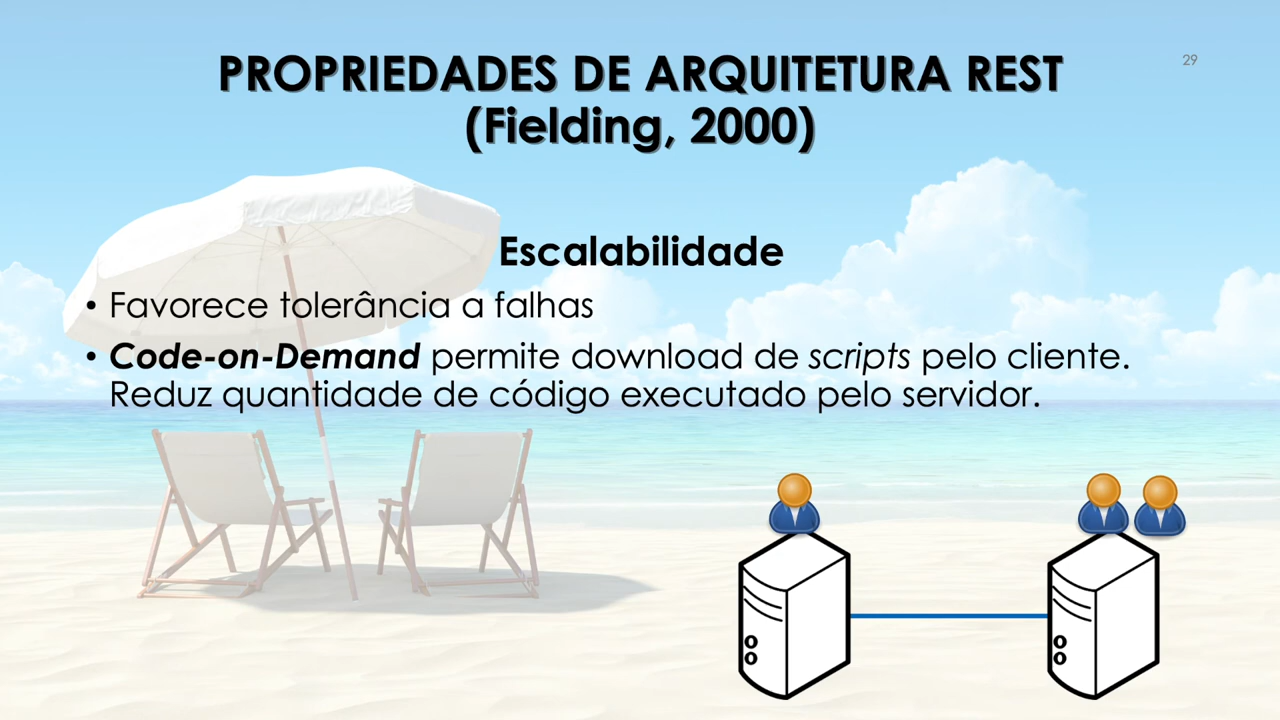 PROPRIEDADES DE ARQUITETURA REST
(Fielding, 2000)
29
Escalabilidade
• Favorece tolerância a falhas
• Code-on-Demand permite download de scripts pelo cliente.
Reduz quantidade de código executado pelo servidor.